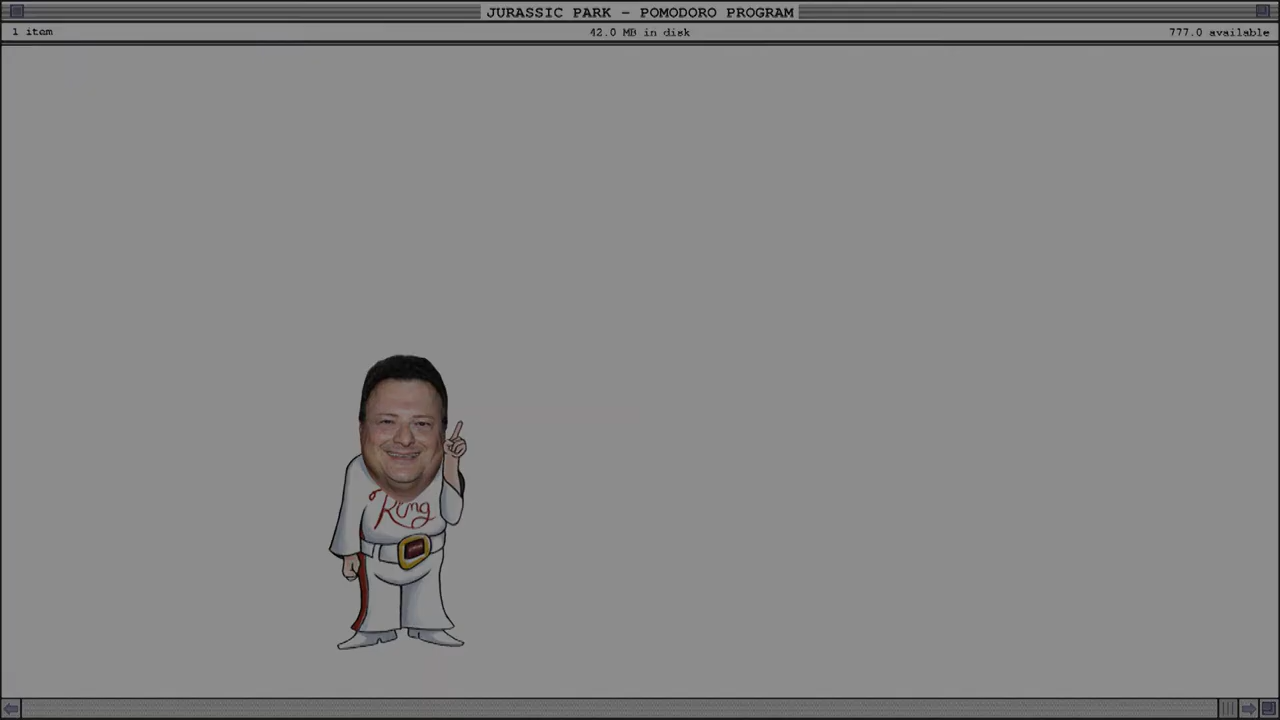 JURASSIC PARK - POMODORO PROGRAM
1 item 42.0 MB in disk 777.0 available
King